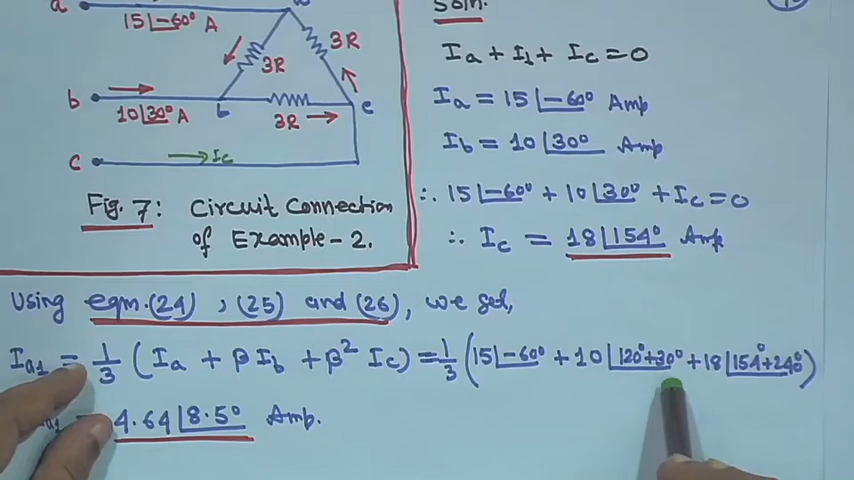 a
15∠-60° A
3R
3R
b
10∠30° A
b
3R
c
c
Ic
Fig. 7: Circuit Connection
of Example-2.
Soln.
Ia + Ib + Ic = 0
Ia = 15∠-60° Amp
Ib = 10∠30° Amp
∴ 15∠-60° + 10∠30° + Ic = 0
∴ Ic = 18∠154° Amp
Using eqn.(24), (25) and (26), we get,
Ia1 = 1/3 (Ia + βIb + β² Ic) = 1/3 (15∠-60° + 10∠120°+30° + 18∠154°+240°)
4.64∠8.5° Amp.